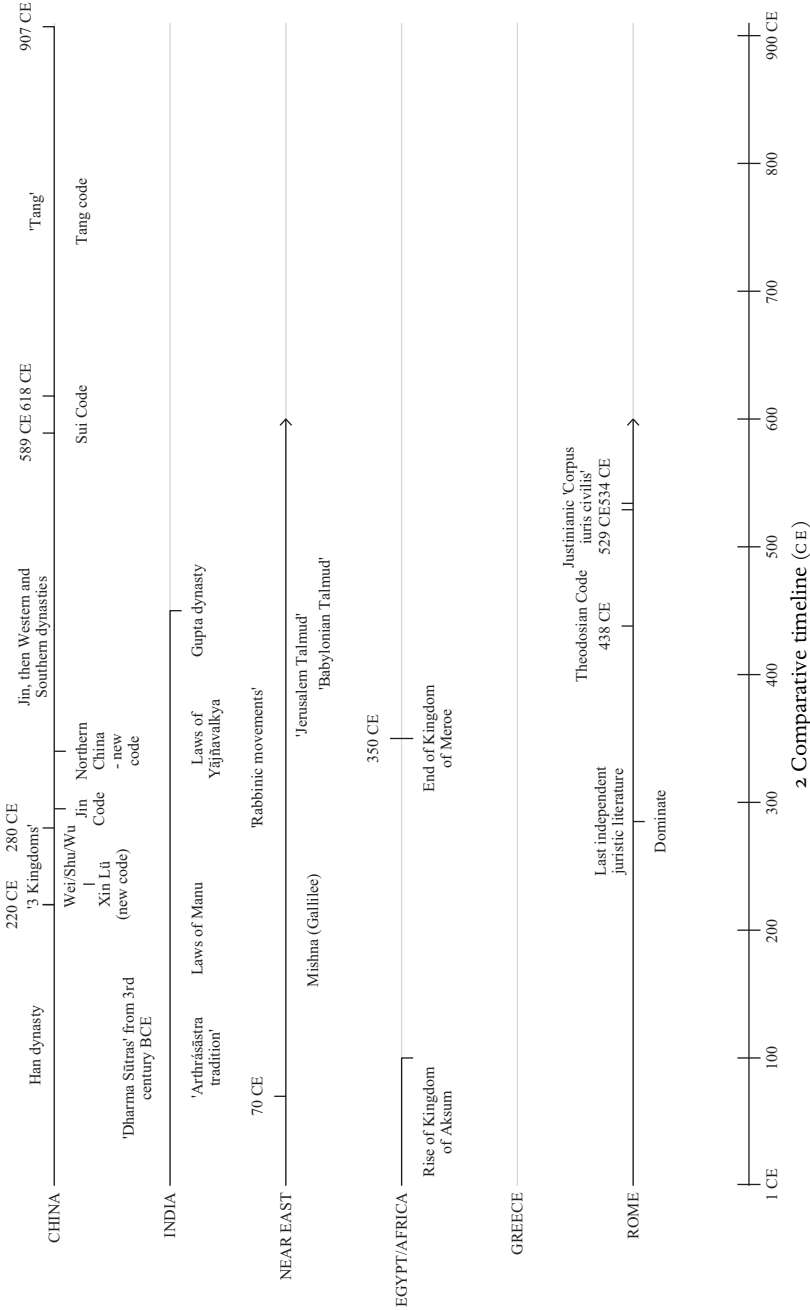 CHINA
Han dynasty
220 CE
'3 Kingdoms'
280 CE
Wei/Shu/Wu
Xin Lü
(new code)
Jin
Code
Northern
China
- new
code
Jin, then Western and
Southern dynasties
589 CE 618 CE
Sui Code
'Tang'
Tang code
907 CE
INDIA
'Dharma Sūtras' from 3rd
century BCE
'Arthrásāstra
tradition'
Laws of Manu
Laws of
Yājñavalkya
Gupta dynasty
NEAR EAST
70 CE
Mishna (Gallilee)
'Rabbinic movements'
'Jerusalem Talmud'
'Babylonian Talmud'
EGYPT/AFRICA
Rise of Kingdom
of Aksum
350 CE
End of Kingdom
of Meroe
GREECE
ROME
Last independent
juristic literature
Dominate
Theodosian Code
438 CE
Justinianic 'Corpus
iuris civilis'
529 CE534 CE
1 CE
100
200
300
400
500
600
700
800
900 CE
2 Comparative timeline (CE)